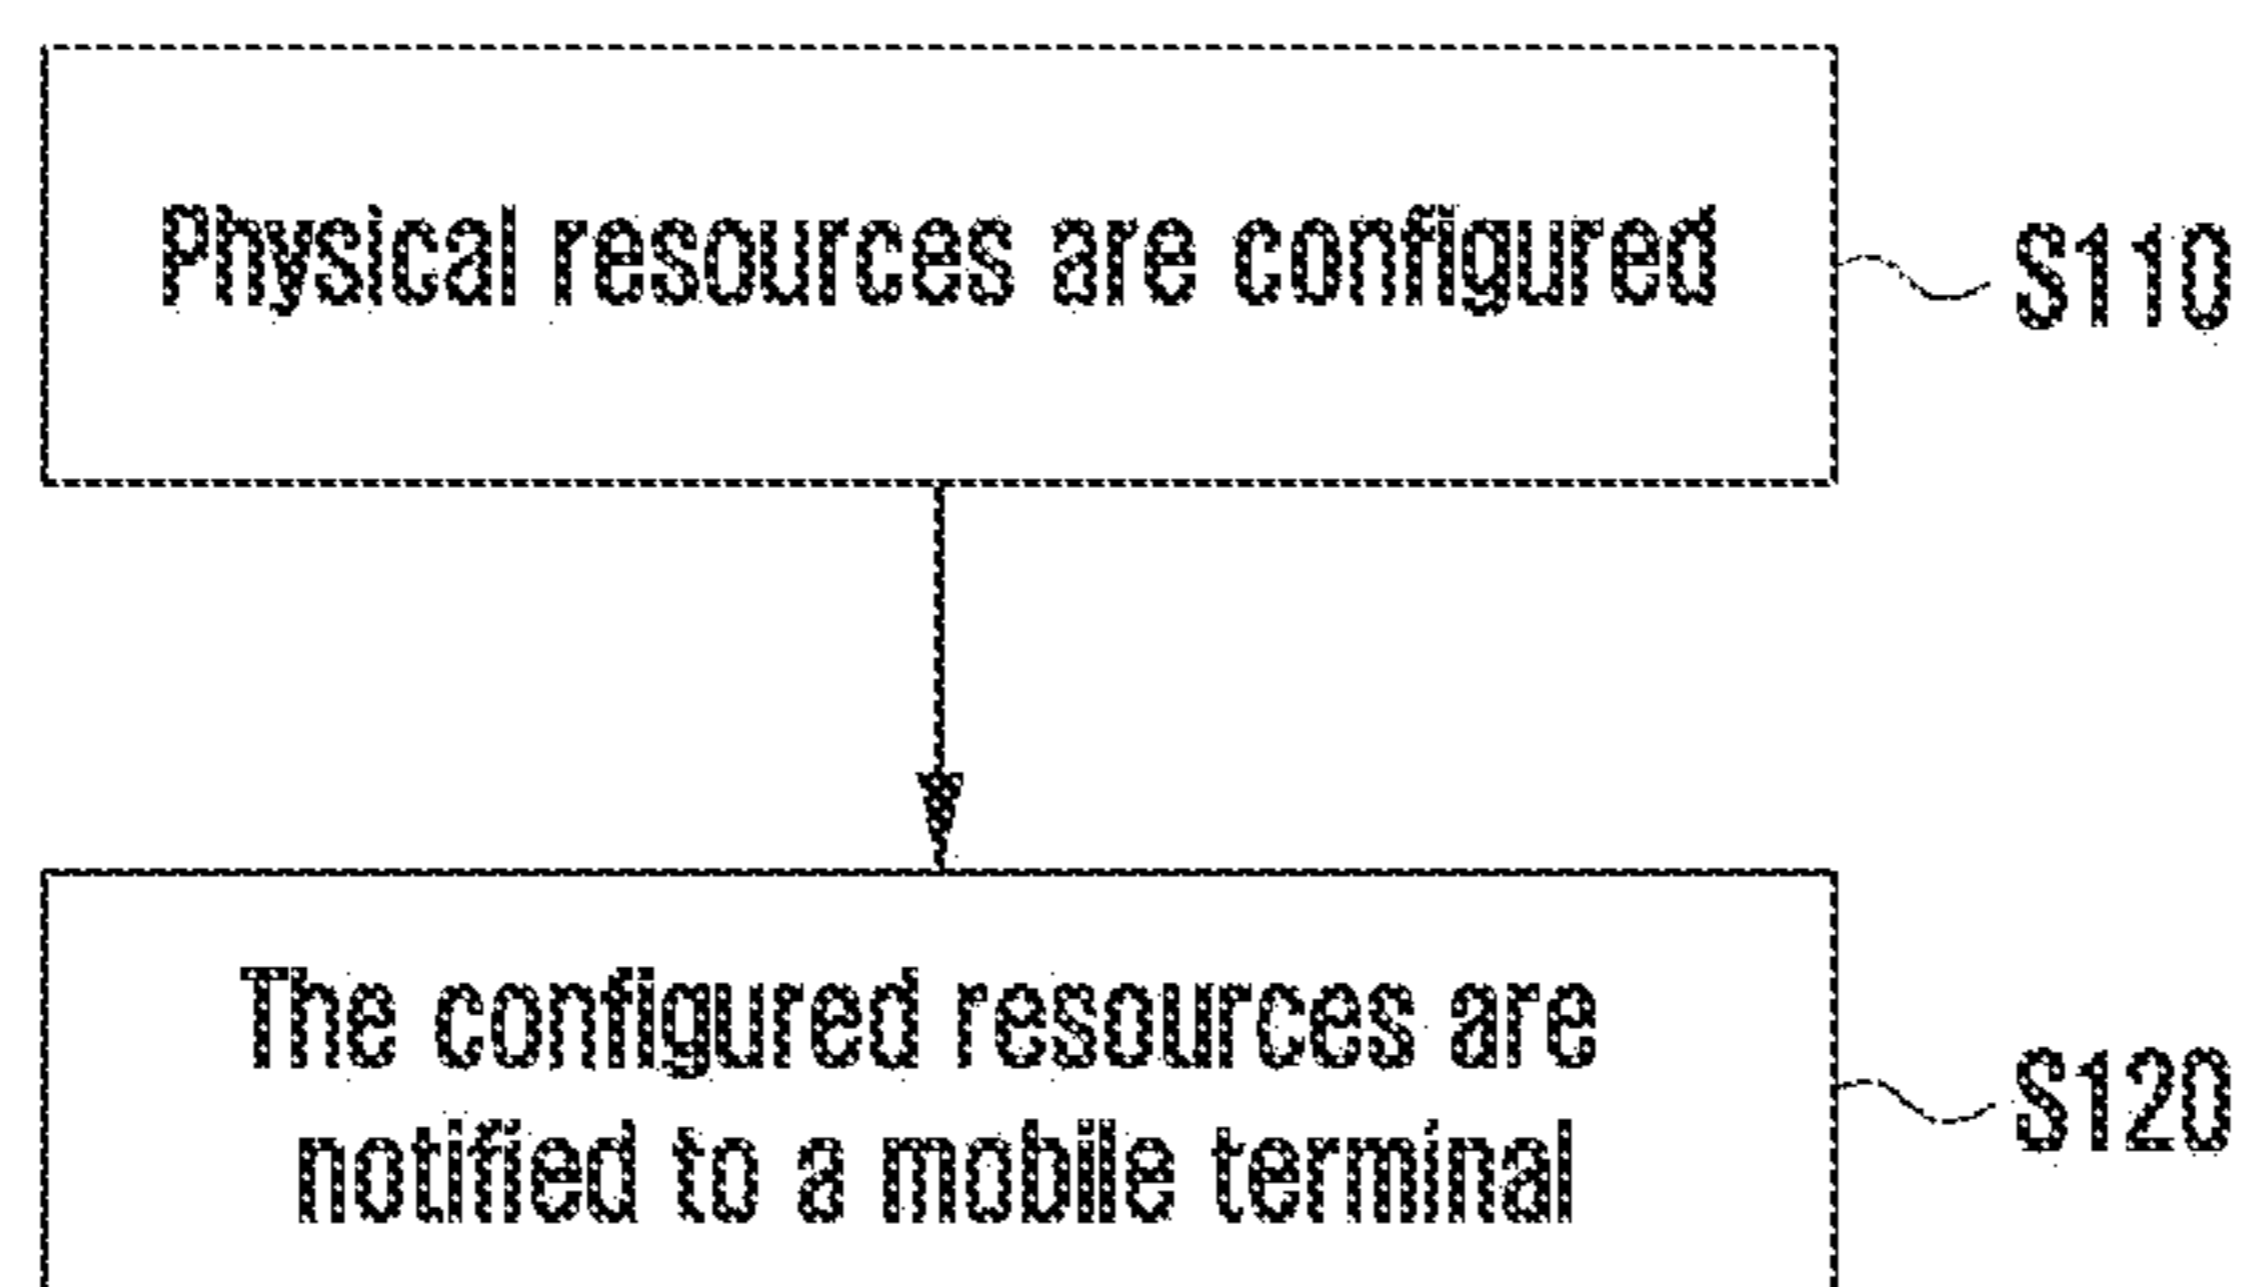 Physical resources are configured
S110
The configured resources are
notified to a mobile terminal
S120